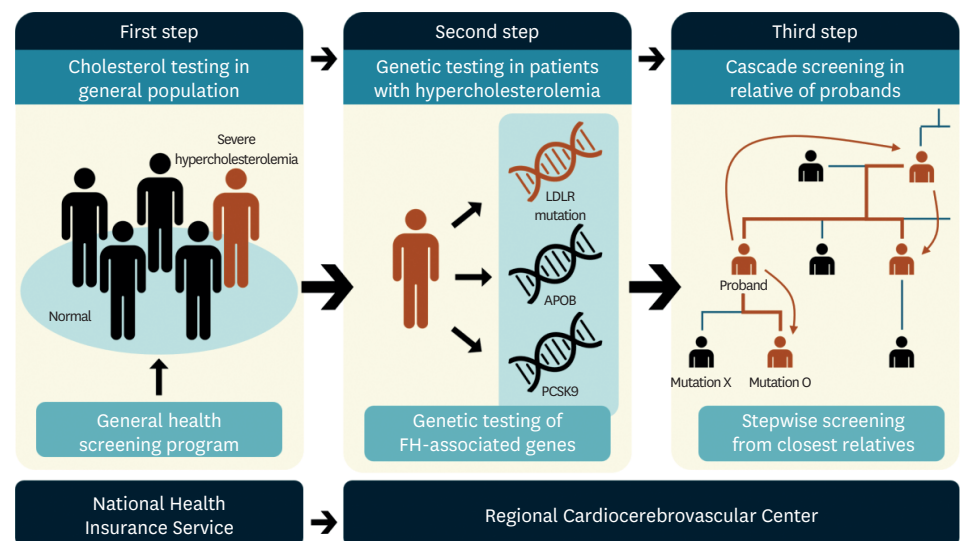 First step
Cholesterol testing in
general population
Severe
hypercholesterolemia
Normal
General health
screening program
National Health
Insurance Service
Second step
Genetic testing in patients
with hypercholesterolemia
LDLR
mutation
APOB
PCSK9
Genetic testing of
FH-associated genes
Third step
Cascade screening in
relative of probands
Proband
Mutation X
Mutation O
Stepwise screening
from closest relatives
Regional Cardiocerebrovascular Center